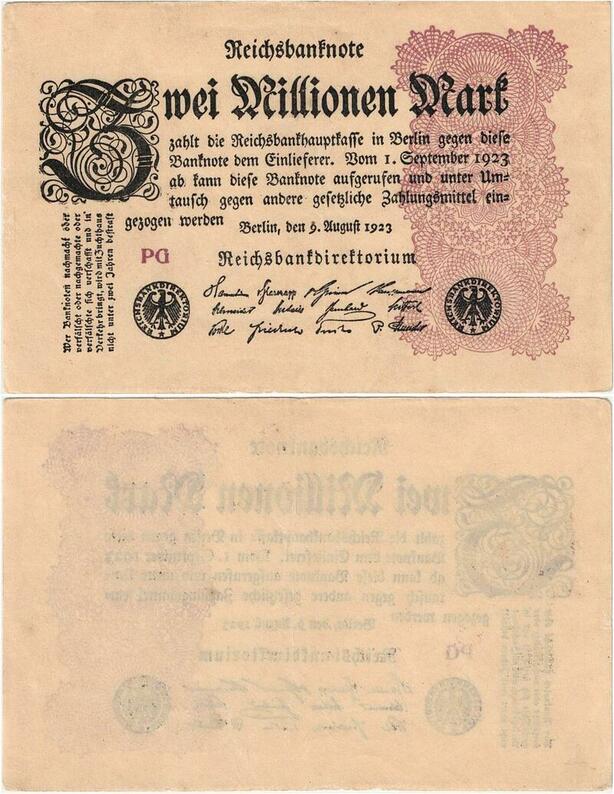 Reichsbanknote
Zwei Millionen Mark
zahlt die Reichsbankhauptkasse in Berlin gegen diese
Banknote dem Einlieferer. Vom 1. September 1923
ab kann diese Banknote aufgerufen und unter Um-
tausch gegen andere gesetzliche Zahlungsmittel ein-
gezogen werden
Berlin, den 9. August 1923
PG
Reichsbankdirektorium
REICHSBANKDIREKTORIUM
REICHSBANKDIREKTORIUM
Wer Banknoten nachmacht oder
verfälscht oder nachgemachte oder
verfälschte sich verschafft und in
Verkehr bringt, wird mit Zuchthaus
nicht unter zwei Jahren bestraft